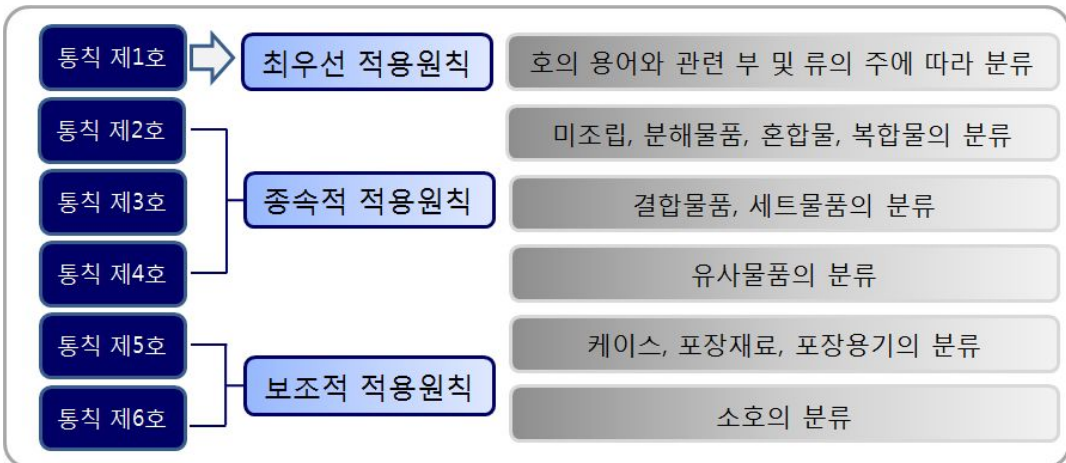 통칙 제1호
최우선 적용원칙
호의 용어와 관련 부 및 류의 주에 따라 분류
통칙 제2호
미조립, 분해물품, 혼합물, 복합물의 분류
통칙 제3호
종속적 적용원칙
결합물품, 세트물품의 분류
통칙 제4호
유사물품의 분류
통칙 제5호
케이스, 포장재료, 포장용기의 분류
보조적 적용원칙
통칙 제6호
소호의 분류